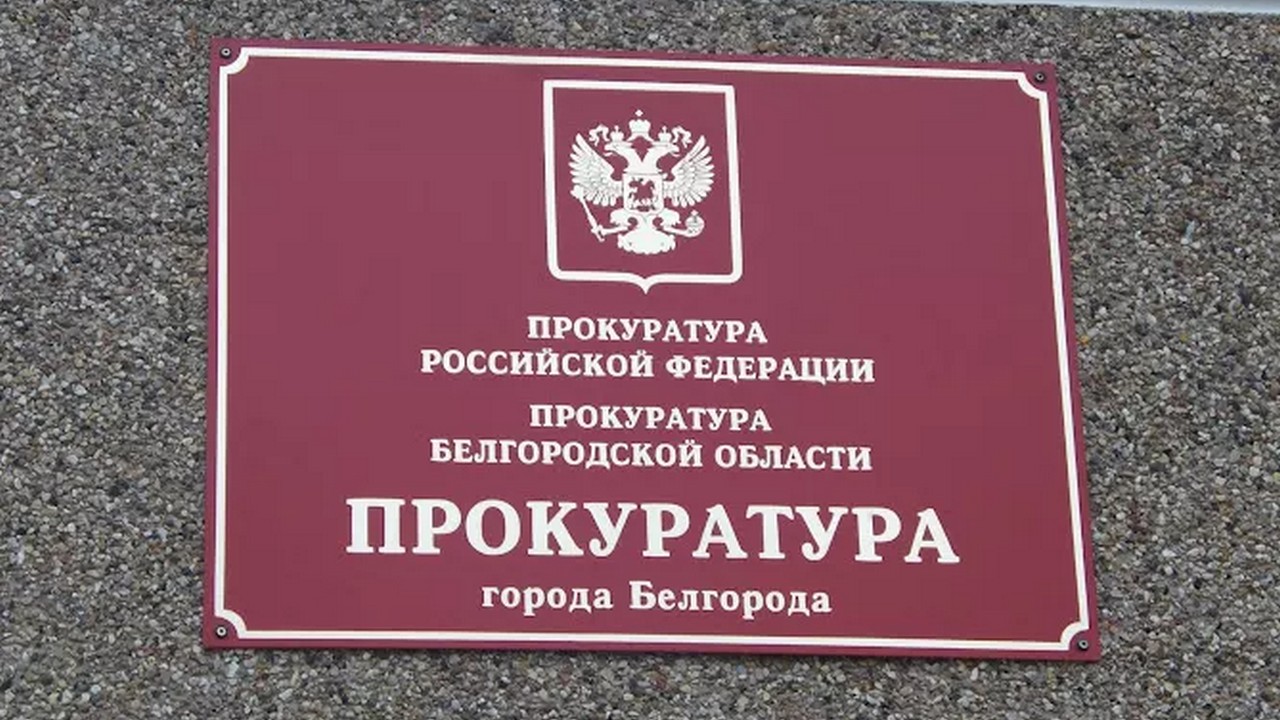 ПРОКУРАТУРА
РОССИЙСКОЙ ФЕДЕРАЦИИ
ПРОКУРАТУРА
БЕЛГОРОДСКОЙ ОБЛАСТИ
ПРОКУРАТУРА
города Белгорода